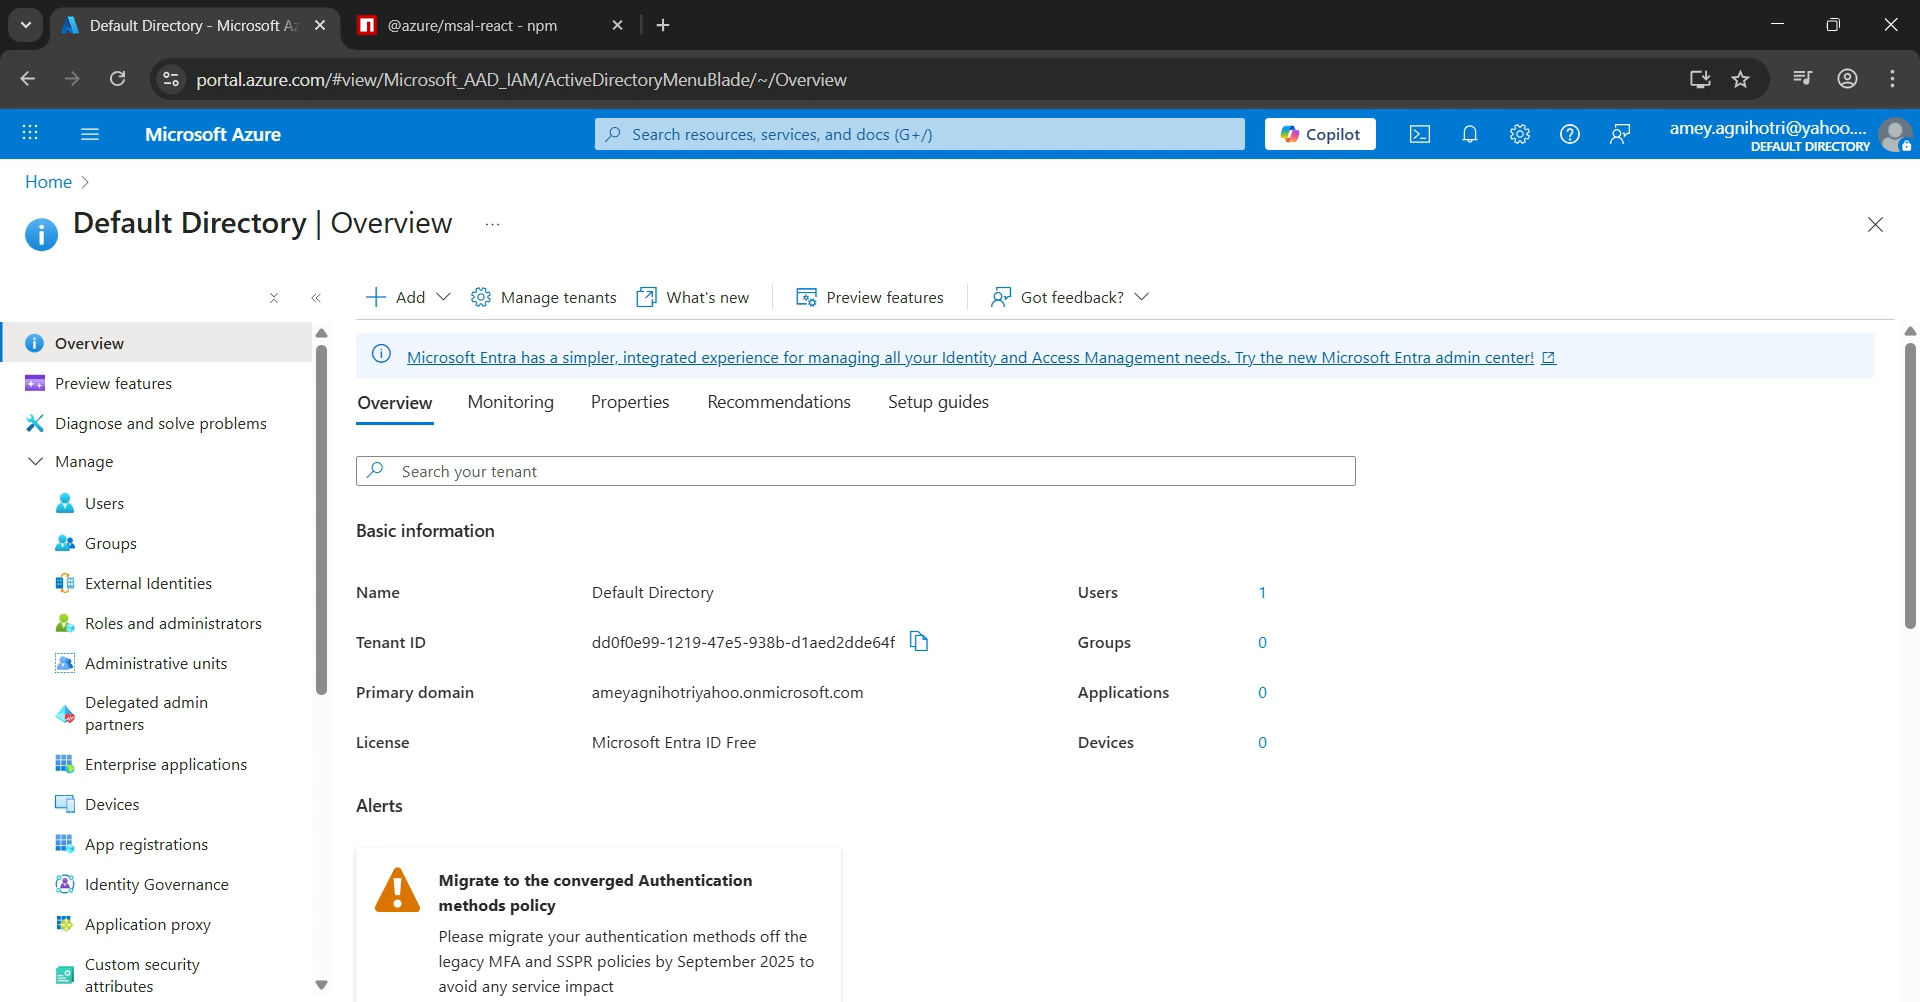 Default Directory - Microsoft Az
@azure/msal-react - npm
portal.azure.com/#view/Microsoft_AAD_IAM/ActiveDirectoryMenuBlade/~/Overview
Microsoft Azure
Search resources, services, and docs (G+/)
Copilot
amey.agnihotri@yahoo....
DEFAULT DIRECTORY
Home
Default Directory | Overview
...
Add
Manage tenants
What's new
Preview features
Got feedback?
Overview
Preview features
Diagnose and solve problems
Manage
Users
Groups
External Identities
Roles and administrators
Administrative units
Delegated admin
partners
Enterprise applications
Devices
App registrations
Identity Governance
Application proxy
Custom security
attributes
Microsoft Entra has a simpler, integrated experience for managing all your Identity and Access Management needs. Try the new Microsoft Entra admin center!
Overview
Monitoring
Properties
Recommendations
Setup guides
Search your tenant
Basic information
Name Default Directory Users 1
Tenant ID dd0f0e99-1219-47e5-938b-d1aed2dde64f Groups 0
Primary domain ameyagnihotriyahoo.onmicrosoft.com Applications 0
License Microsoft Entra ID Free Devices 0
Alerts
Migrate to the converged Authentication
methods policy
Please migrate your authentication methods off the
legacy MFA and SSPR policies by September 2025 to
avoid any service impact